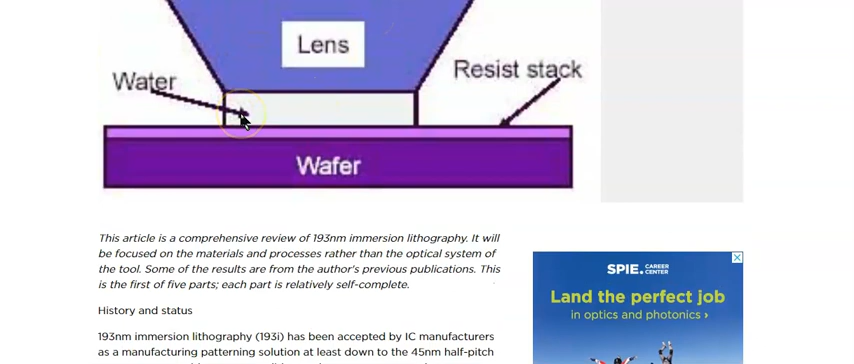 Lens
Water
Resist stack
Wafer
This article is a comprehensive review of 193nm immersion lithography. It will
be focused on the materials and processes rather than the optical system of
the tool. Some of the results are from the author's previous publications. This
is the first of five parts; each part is relatively self-complete.
SPIE. CAREER CENTER
Land the perfect job
in optics and photonics ›
History and status
193nm immersion lithography (193i) has been accepted by IC manufacturers
as a manufacturing patterning solution at least down to the 45nm half-pitch